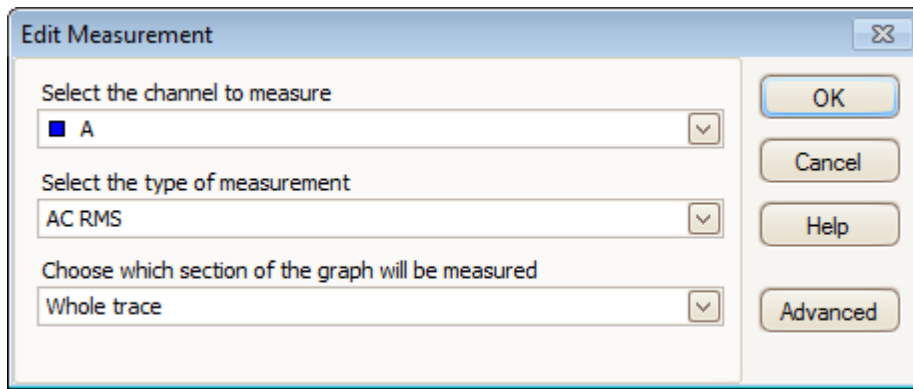 Edit Measurement
Select the channel to measure
A
Select the type of measurement
AC RMS
Choose which section of the graph will be measured
Whole trace
OK
Cancel
Help
Advanced